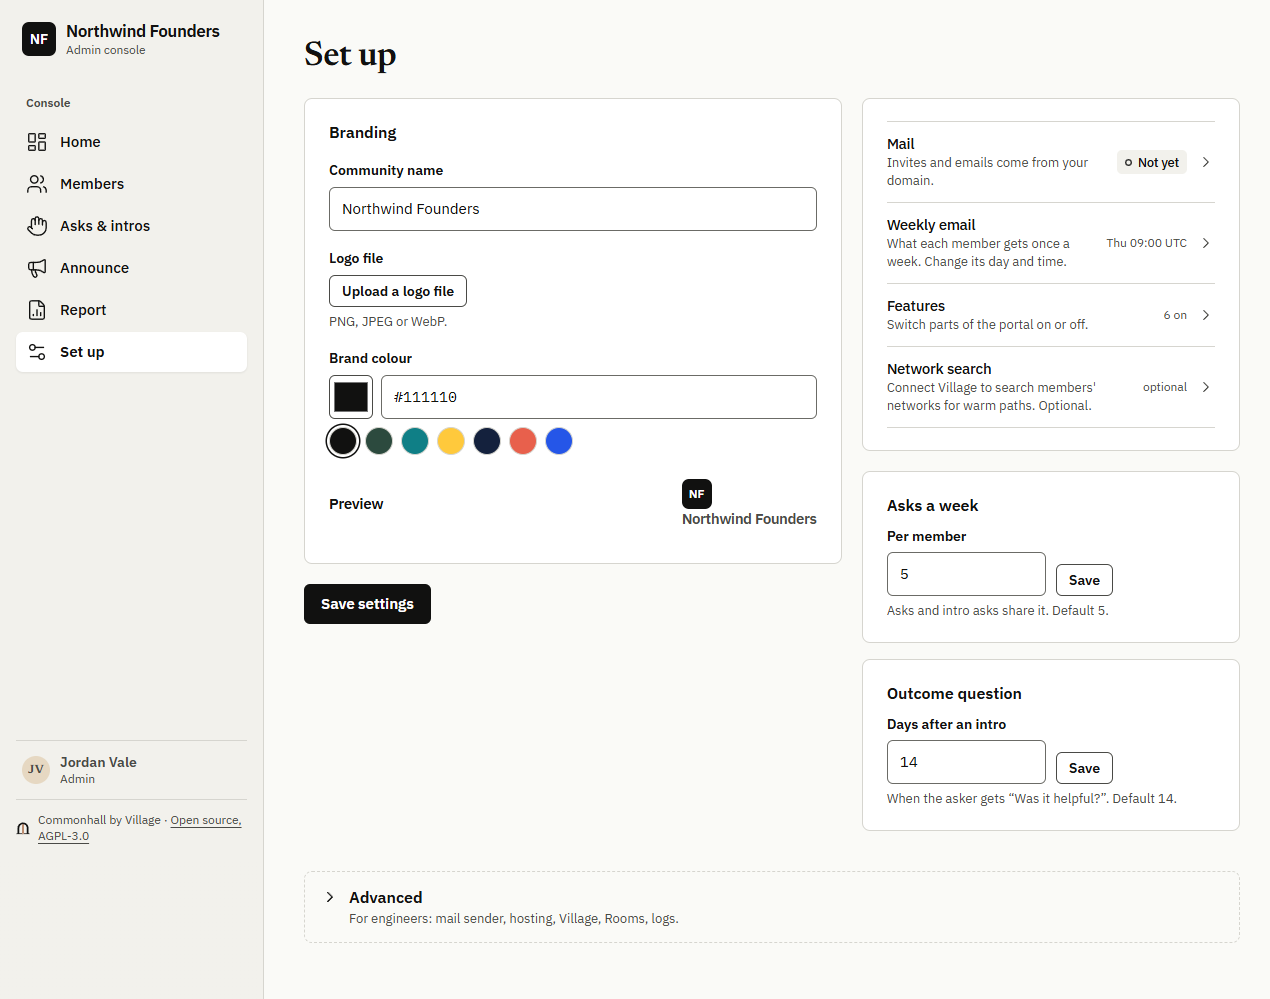 NF
Northwind Founders
Admin console
Console
Home
Members
Asks & intros
Announce
Report
Set up
JV
Jordan Vale
Admin
Commonhall by Village · Open source,
AGPL-3.0
Set up
Branding
Community name
Northwind Founders
Logo file
Upload a logo file
PNG, JPEG or WebP.
Brand colour
#111110
Preview
NF
Northwind Founders
Save settings
Mail
Invites and emails come from your
domain.
Not yet
Weekly email
What each member gets once a
week. Change its day and time.
Thu 09:00 UTC
Features
Switch parts of the portal on or off.
6 on
Network search
Connect Village to search members'
networks for warm paths. Optional.
optional
Asks a week
Per member
5
Save
Asks and intro asks share it. Default 5.
Outcome question
Days after an intro
14
Save
When the asker gets “Was it helpful?”. Default 14.
Advanced
For engineers: mail sender, hosting, Village, Rooms, logs.